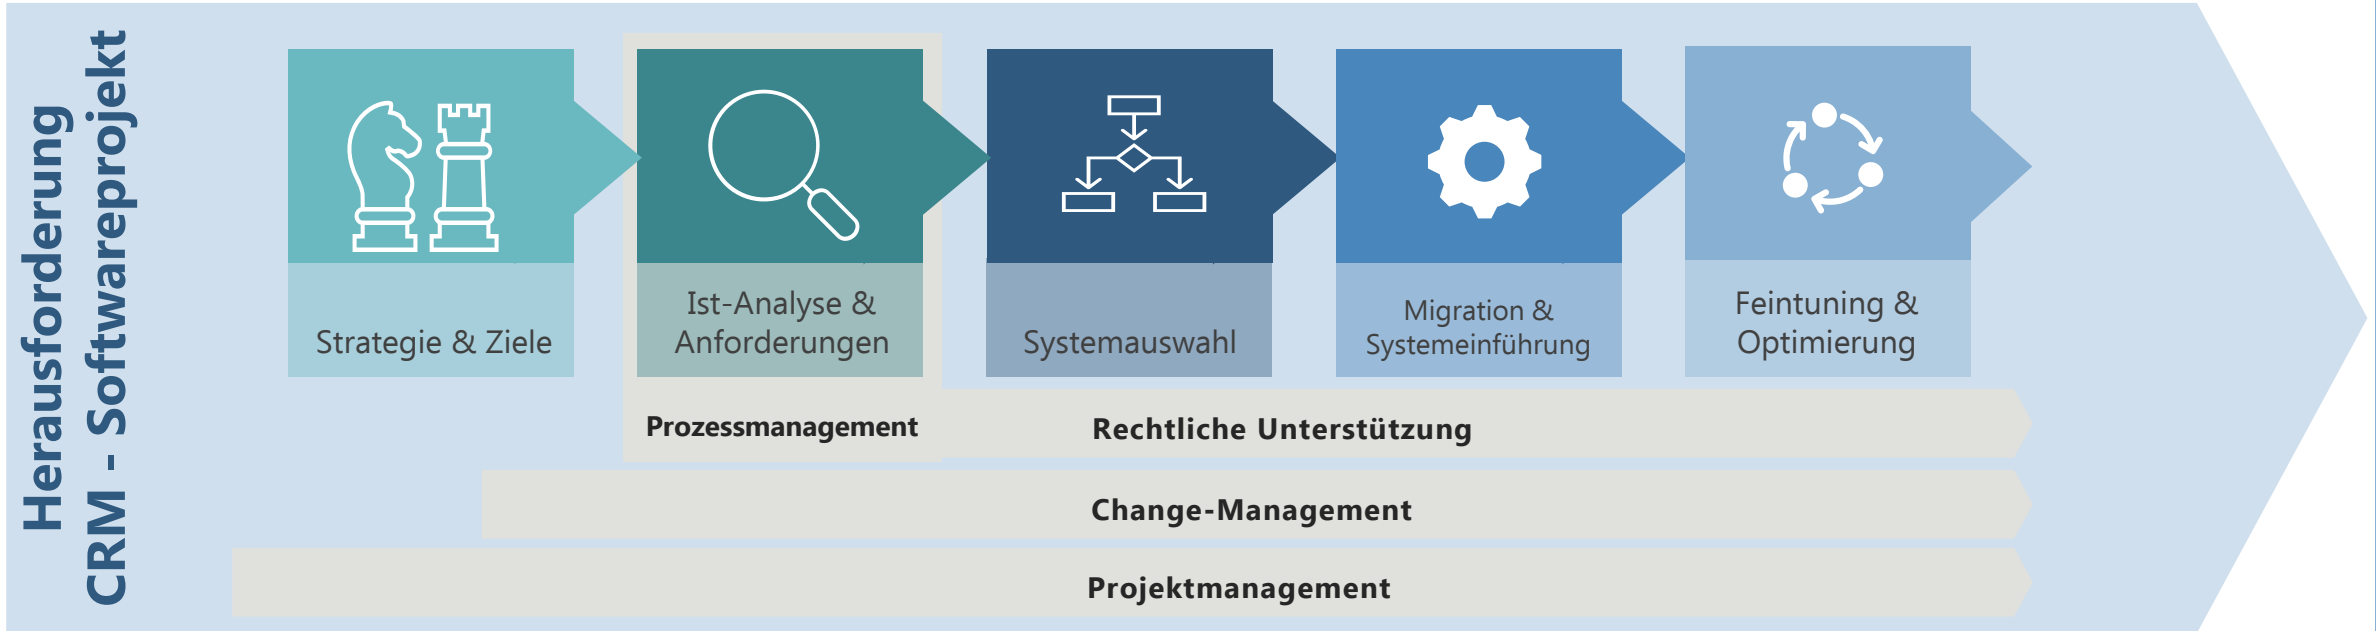 Herausforderung
CRM - Softwareprojekt
Strategie & Ziele
Ist-Analyse &
Anforderungen
Systemauswahl
Migration &
Systemeinführung
Feintuning &
Optimierung
Prozessmanagement
Rechtliche Unterstützung
Change-Management
Projektmanagement